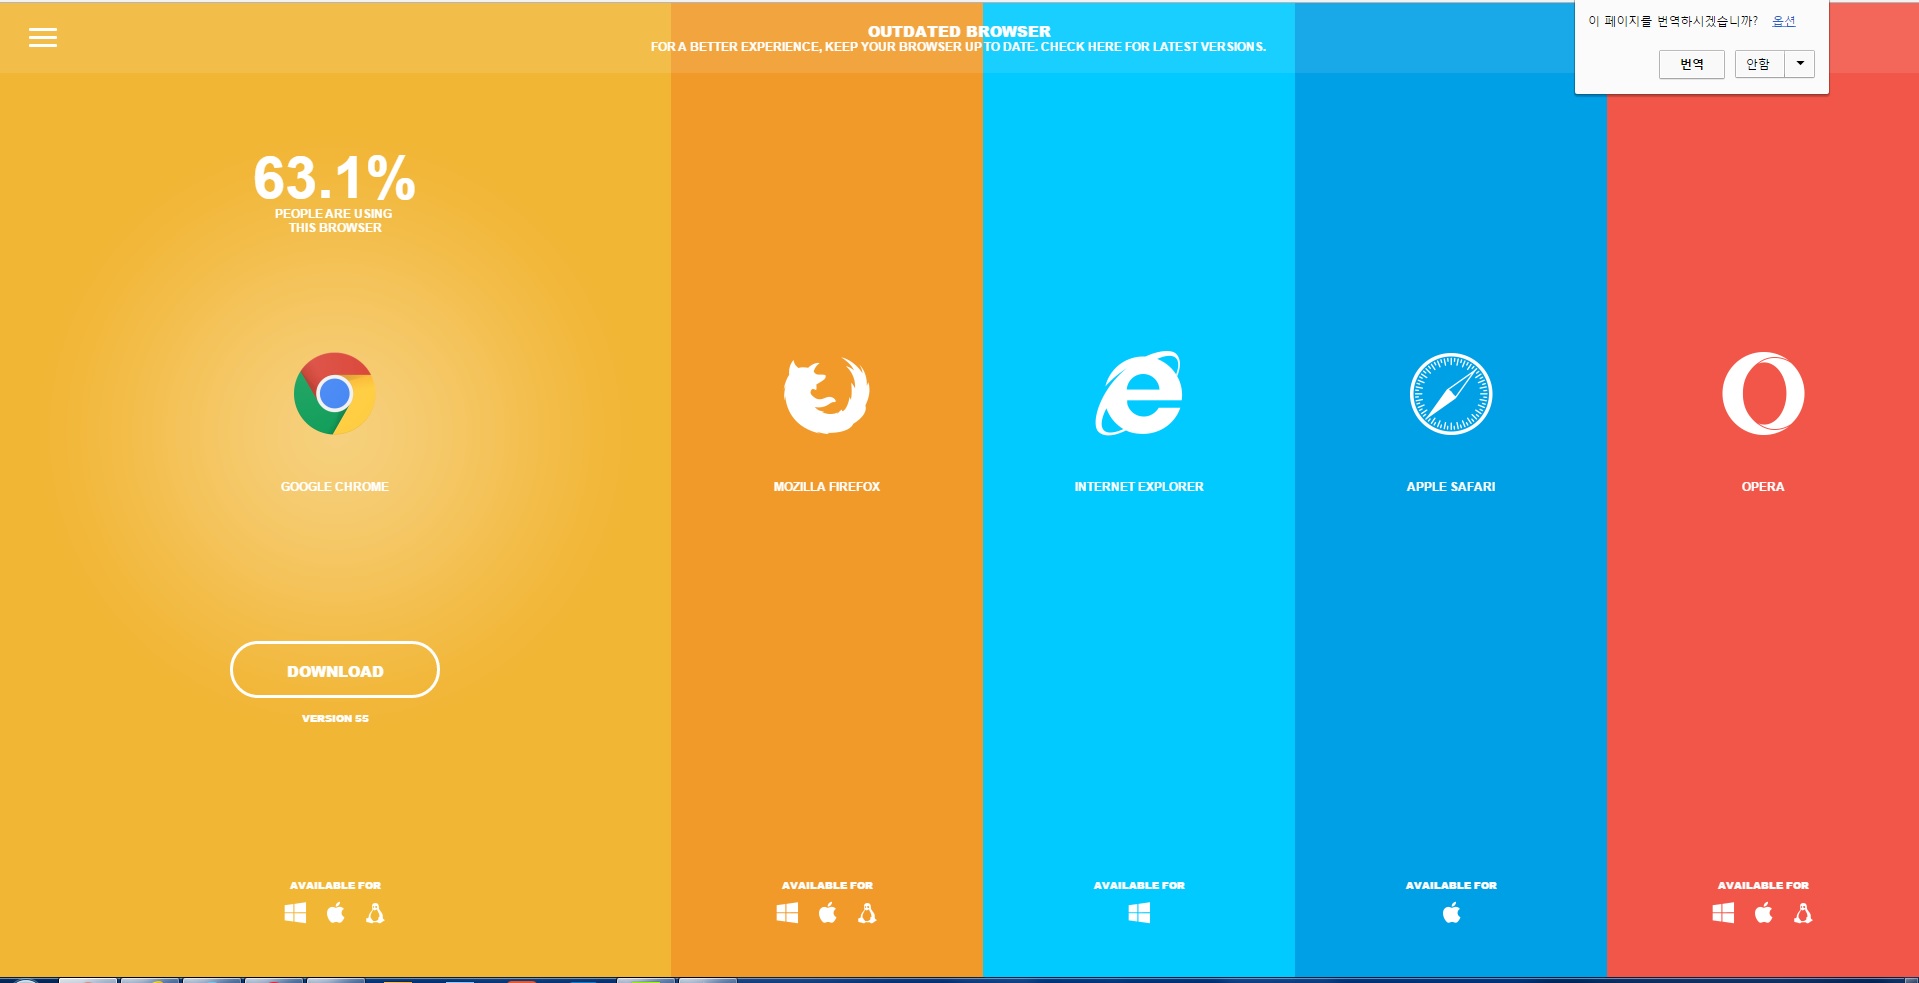 OUTDATED BROWSER
FOR A BETTER EXPERIENCE, KEEP YOUR BROWSER UP TO DATE. CHECK HERE FOR LATEST VERSIONS.
이 페이지를 번역하시겠습니까? 옵션
번역 안함
63.1%
PEOPLE ARE USING
THIS BROWSER
GOOGLE CHROME
MOZILLA FIREFOX
INTERNET EXPLORER
APPLE SAFARI
OPERA
DOWNLOAD
VERSION 55
AVAILABLE FOR
AVAILABLE FOR
AVAILABLE FOR
AVAILABLE FOR
AVAILABLE FOR